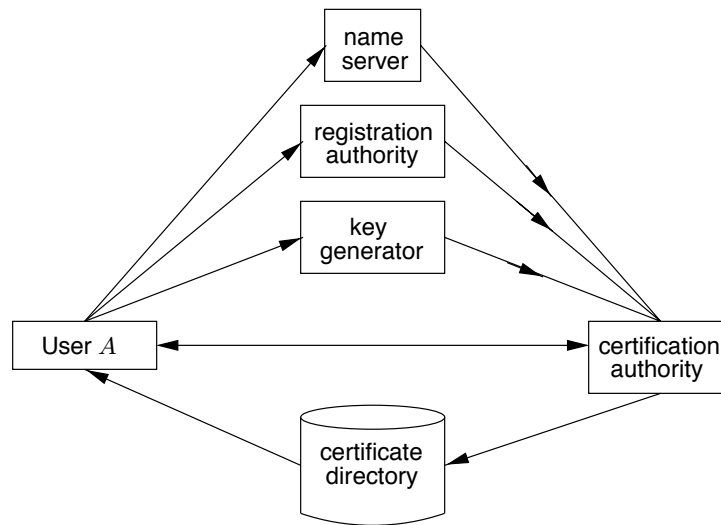 name
server
registration
authority
key
generator
User A
certification
authority
certificate
directory